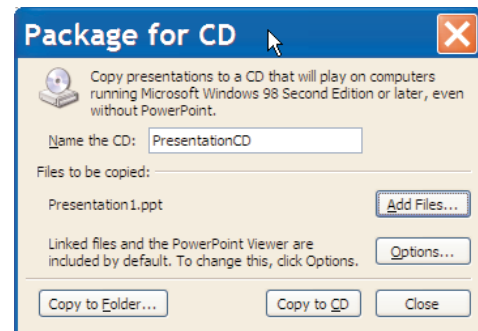 Package for CD
Copy presentations to a CD that will play on computers
running Microsoft Windows 98 Second Edition or later, even
without PowerPoint.
Name the CD: PresentationCD
Files to be copied:
Presentation1.ppt
Add Files...
Linked files and the PowerPoint Viewer are
included by default. To change this, click Options.
Options...
Copy to Folder... Copy to CD Close